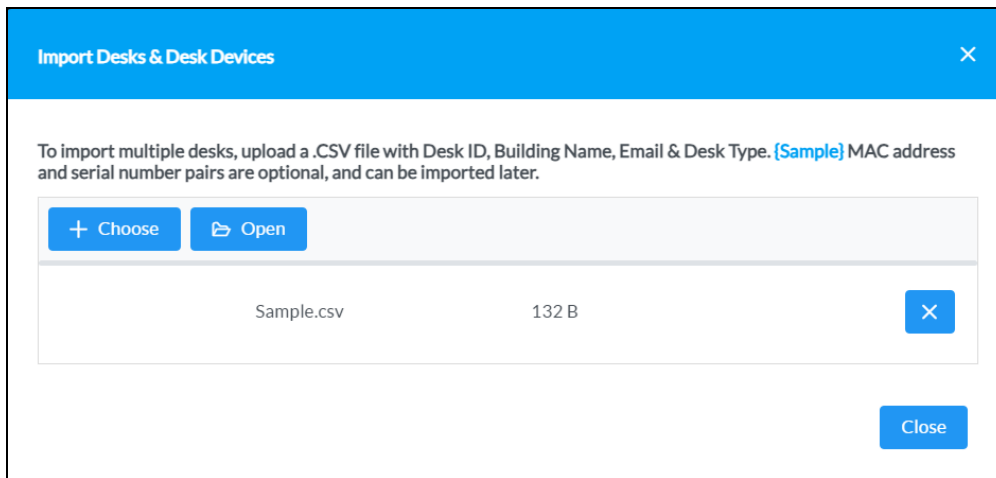 Import Desks & Desk Devices
To import multiple desks, upload a .CSV file with Desk ID, Building Name, Email & Desk Type. {Sample} MAC address
and serial number pairs are optional, and can be imported later.
Choose Open
Sample.csv 132 B
Close